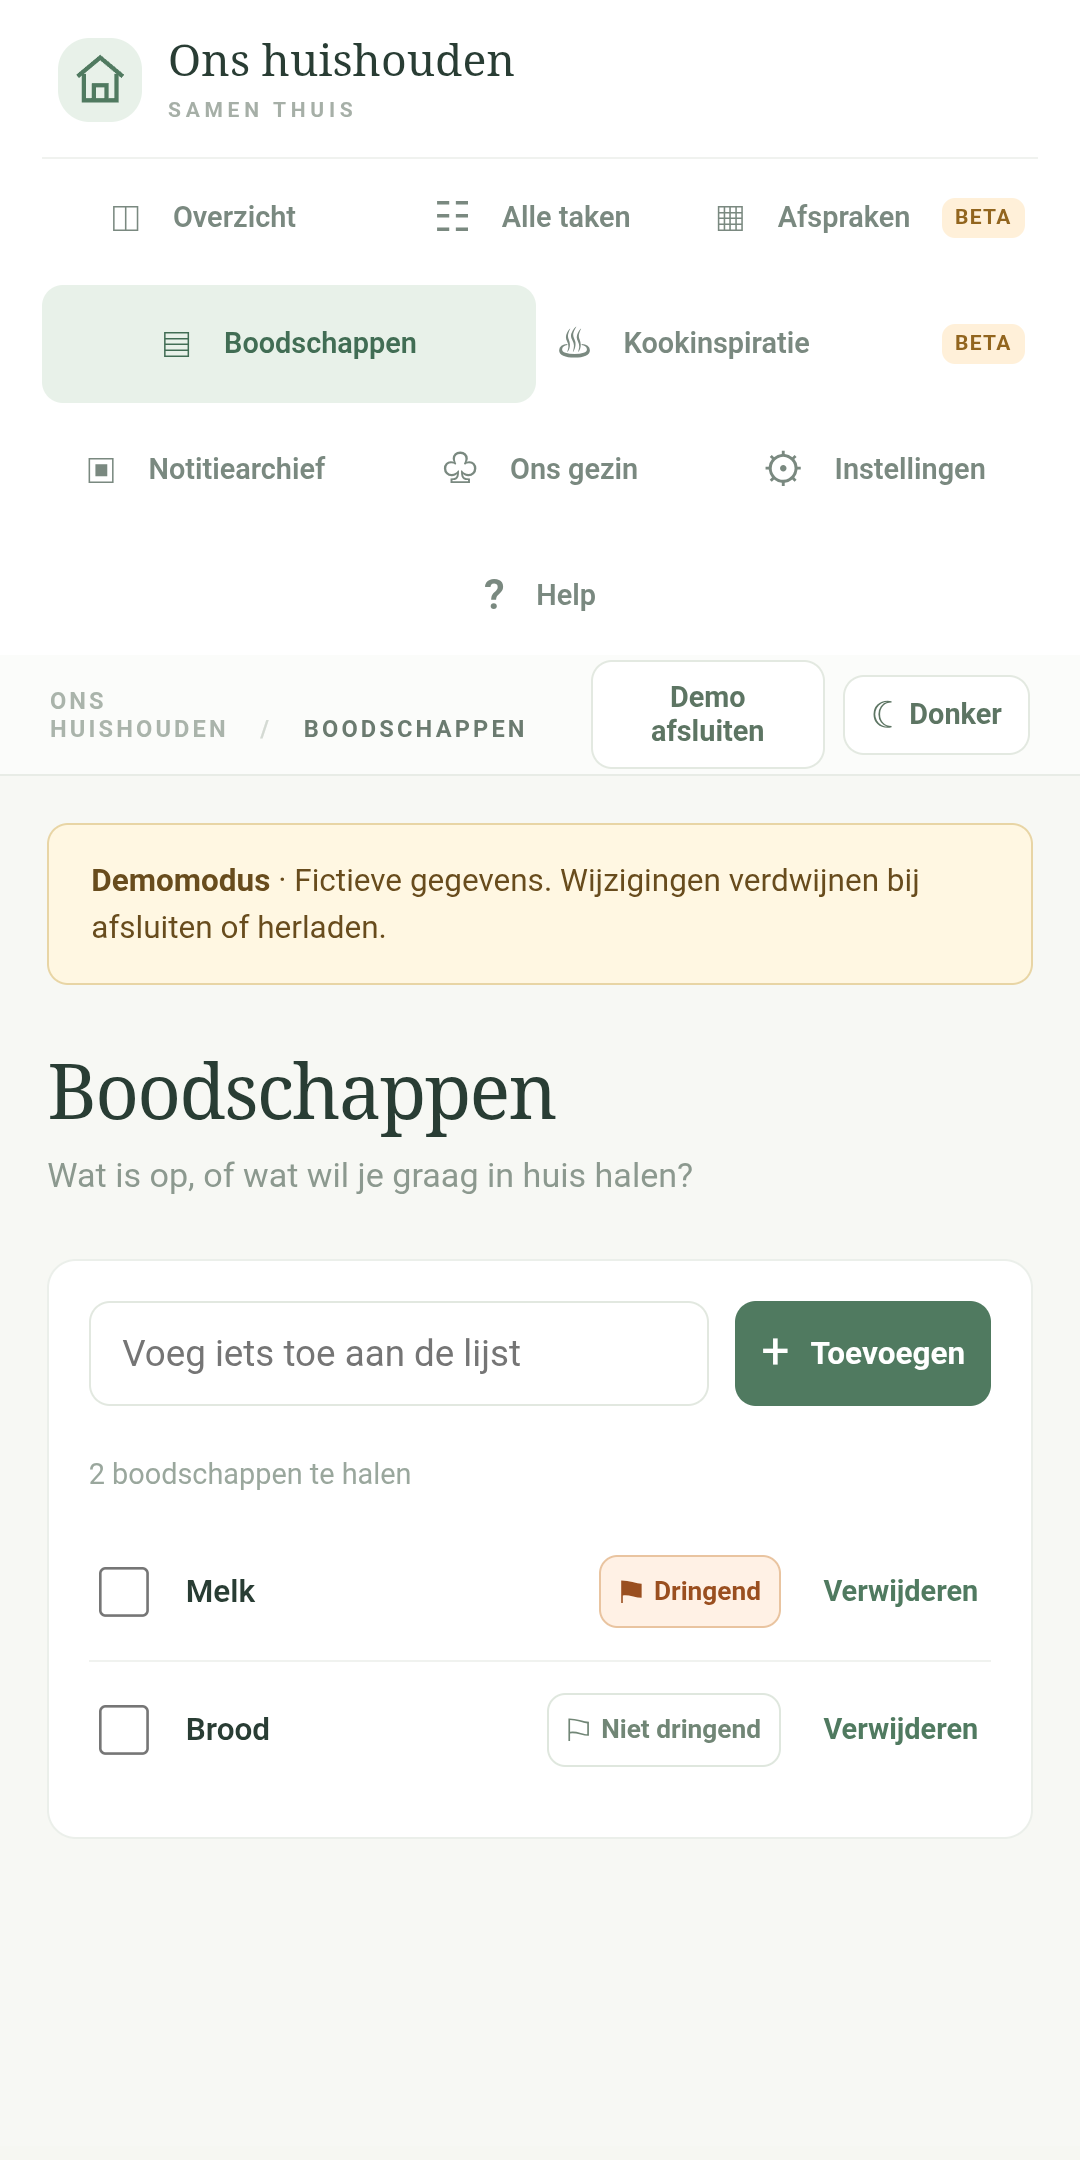 Ons huishouden
SAMEN THUIS
Overzicht
Alle taken
Afspraken BETA
Boodschappen
Kookinspiratie BETA
Notitiearchief
Ons gezin
Instellingen
? Help
ONS
HUISHOUDEN / BOODSCHAPPEN
Demo
afsluiten
☾ Donker
Demomodus · Fictieve gegevens. Wijzigingen verdwijnen bij
afsluiten of herladen.
Boodschappen
Wat is op, of wat wil je graag in huis halen?
Voeg iets toe aan de lijst
+ Toevoegen
2 boodschappen te halen
Melk
⚑ Dringend
Verwijderen
Brood
⚐ Niet dringend
Verwijderen